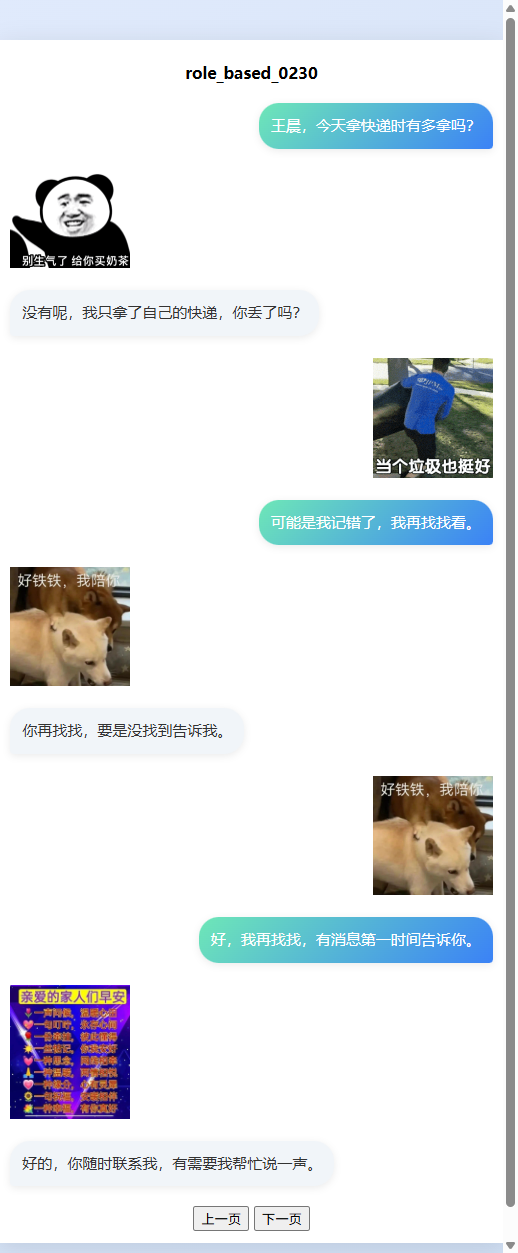 role_based_0230
王晨，今天拿快递时有多拿吗？
别生气了 给你买奶茶
没有呢，我只拿了自己的快递，你丢了吗？
当个垃圾也挺好
可能是我记错了，我再找找看。
好铁铁，我陪你
你再找找，要是没找到告诉我。
好铁铁，我陪你
好，我再找找，有消息第一时间告诉你。
亲爱的家人们早安
好的，你随时联系我，有需要我帮忙说一声。
上一页 下一页